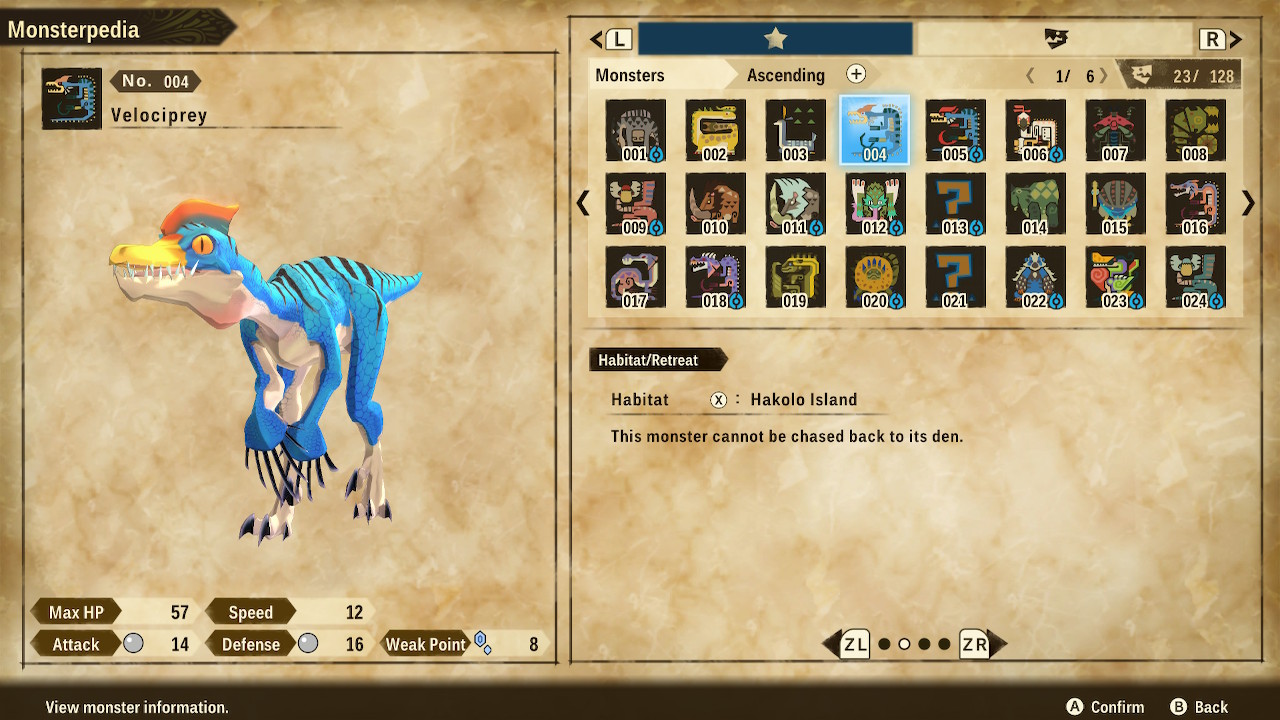 Monsterpedia
No. 004
Velociprey
L
R
Monsters
Ascending
1/ 6
23/ 128
001 002 003 004 005 006 007 008
009 010 011 012 013 014 015 016
017 018 019 020 021 022 023 024
Habitat/Retreat
Habitat X : Hakolo Island
This monster cannot be chased back to its den.
Max HP 57 Speed 12
Attack 14 Defense 16 Weak Point 8
ZL ZR
View monster information.
A Confirm B Back